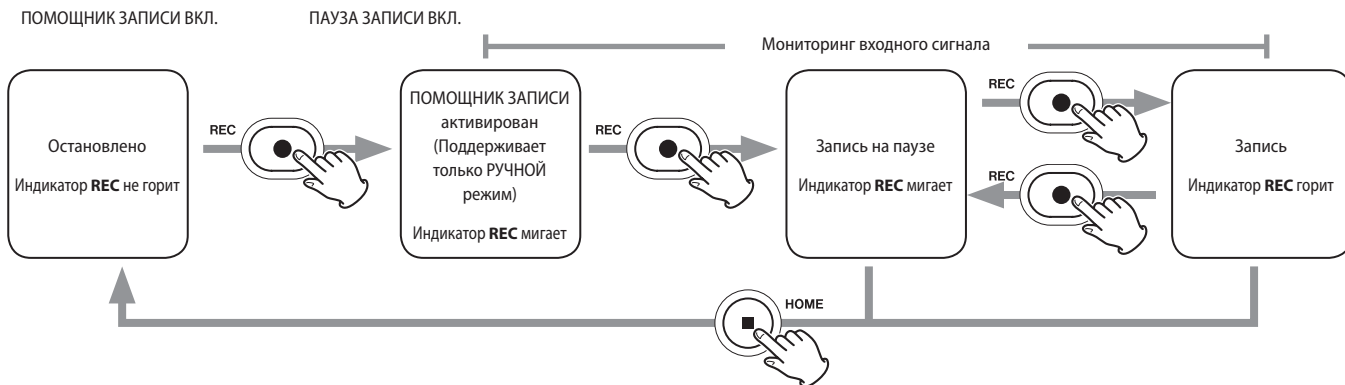 ПОМОЩНИК ЗАПИСИ ВКЛ.
ПАУЗА ЗАПИСИ ВКЛ.
Мониторинг входного сигнала
Остановлено
Индикатор REC не горит
REC
ПОМОЩНИК ЗАПИСИ
активирован
(Поддерживает
только РУЧНОЙ
режим)
Индикатор REC мигает
REC
Запись на паузе
Индикатор REC мигает
REC
REC
Запись
Индикатор REC горит
HOME